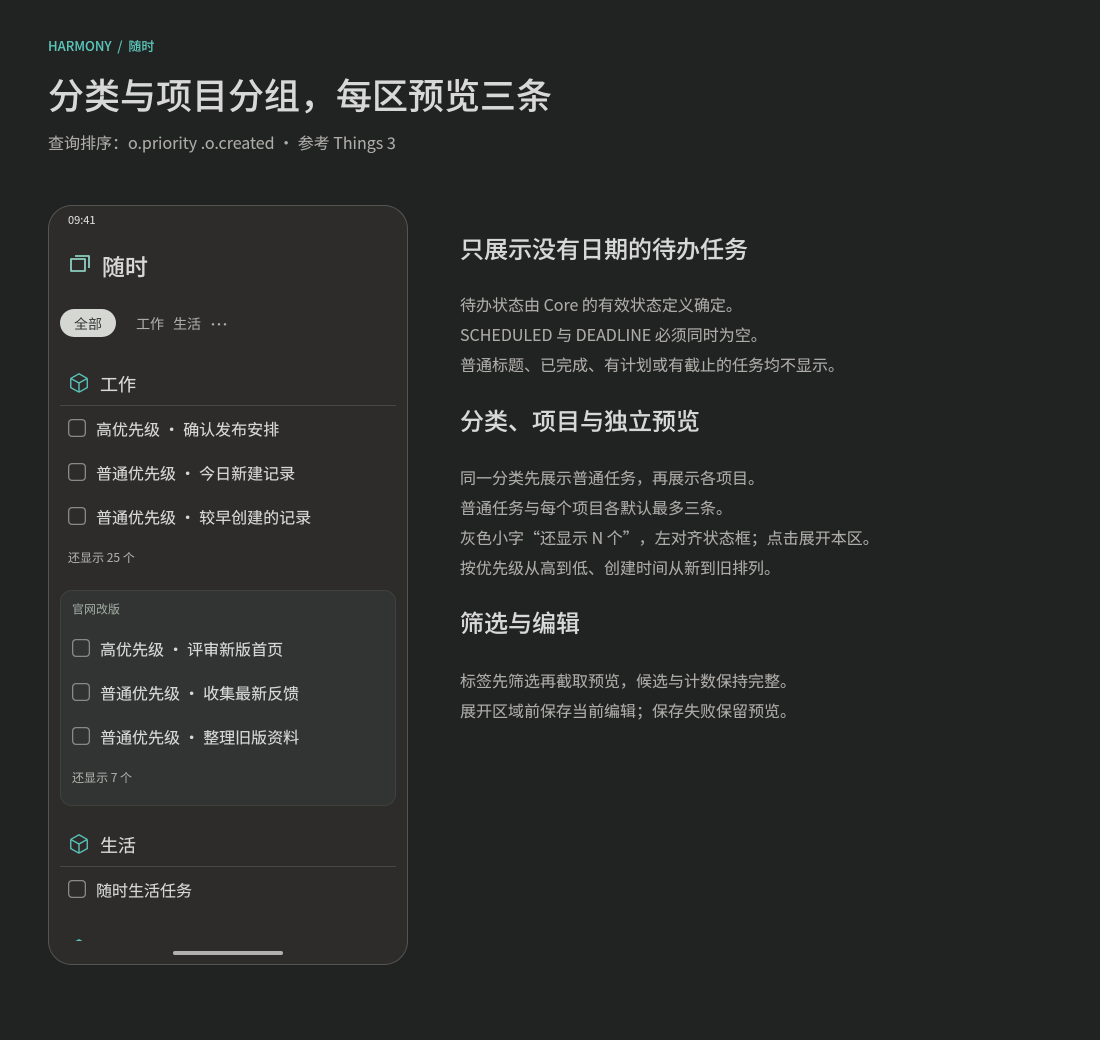 HARMONY / 随时
分类与项目分组，每区预览三条
查询排序：o.priority .o.created · 参考 Things 3
09:41
随时
全部 工作 生活 ···
工作
高优先级 · 确认发布安排
普通优先级 · 今日新建记录
普通优先级 · 较早创建的记录
还显示 25 个
官网改版
高优先级 · 评审新版首页
普通优先级 · 收集最新反馈
普通优先级 · 整理旧版资料
还显示 7 个
生活
随时生活任务
只展示没有日期的待办任务
待办状态由 Core 的有效状态定义确定。
SCHEDULED 与 DEADLINE 必须同时为空。
普通标题、已完成、有计划或有截止的任务均不显示。
分类、项目与独立预览
同一分类先展示普通任务，再展示各项目。
普通任务与每个项目各默认最多三条。
灰色小字“还显示 N 个”，左对齐状态框；点击展开本区。
按优先级从高到低、创建时间从新到旧排列。
筛选与编辑
标签先筛选再截取预览，候选与计数保持完整。
展开区域前保存当前编辑；保存失败保留预览。